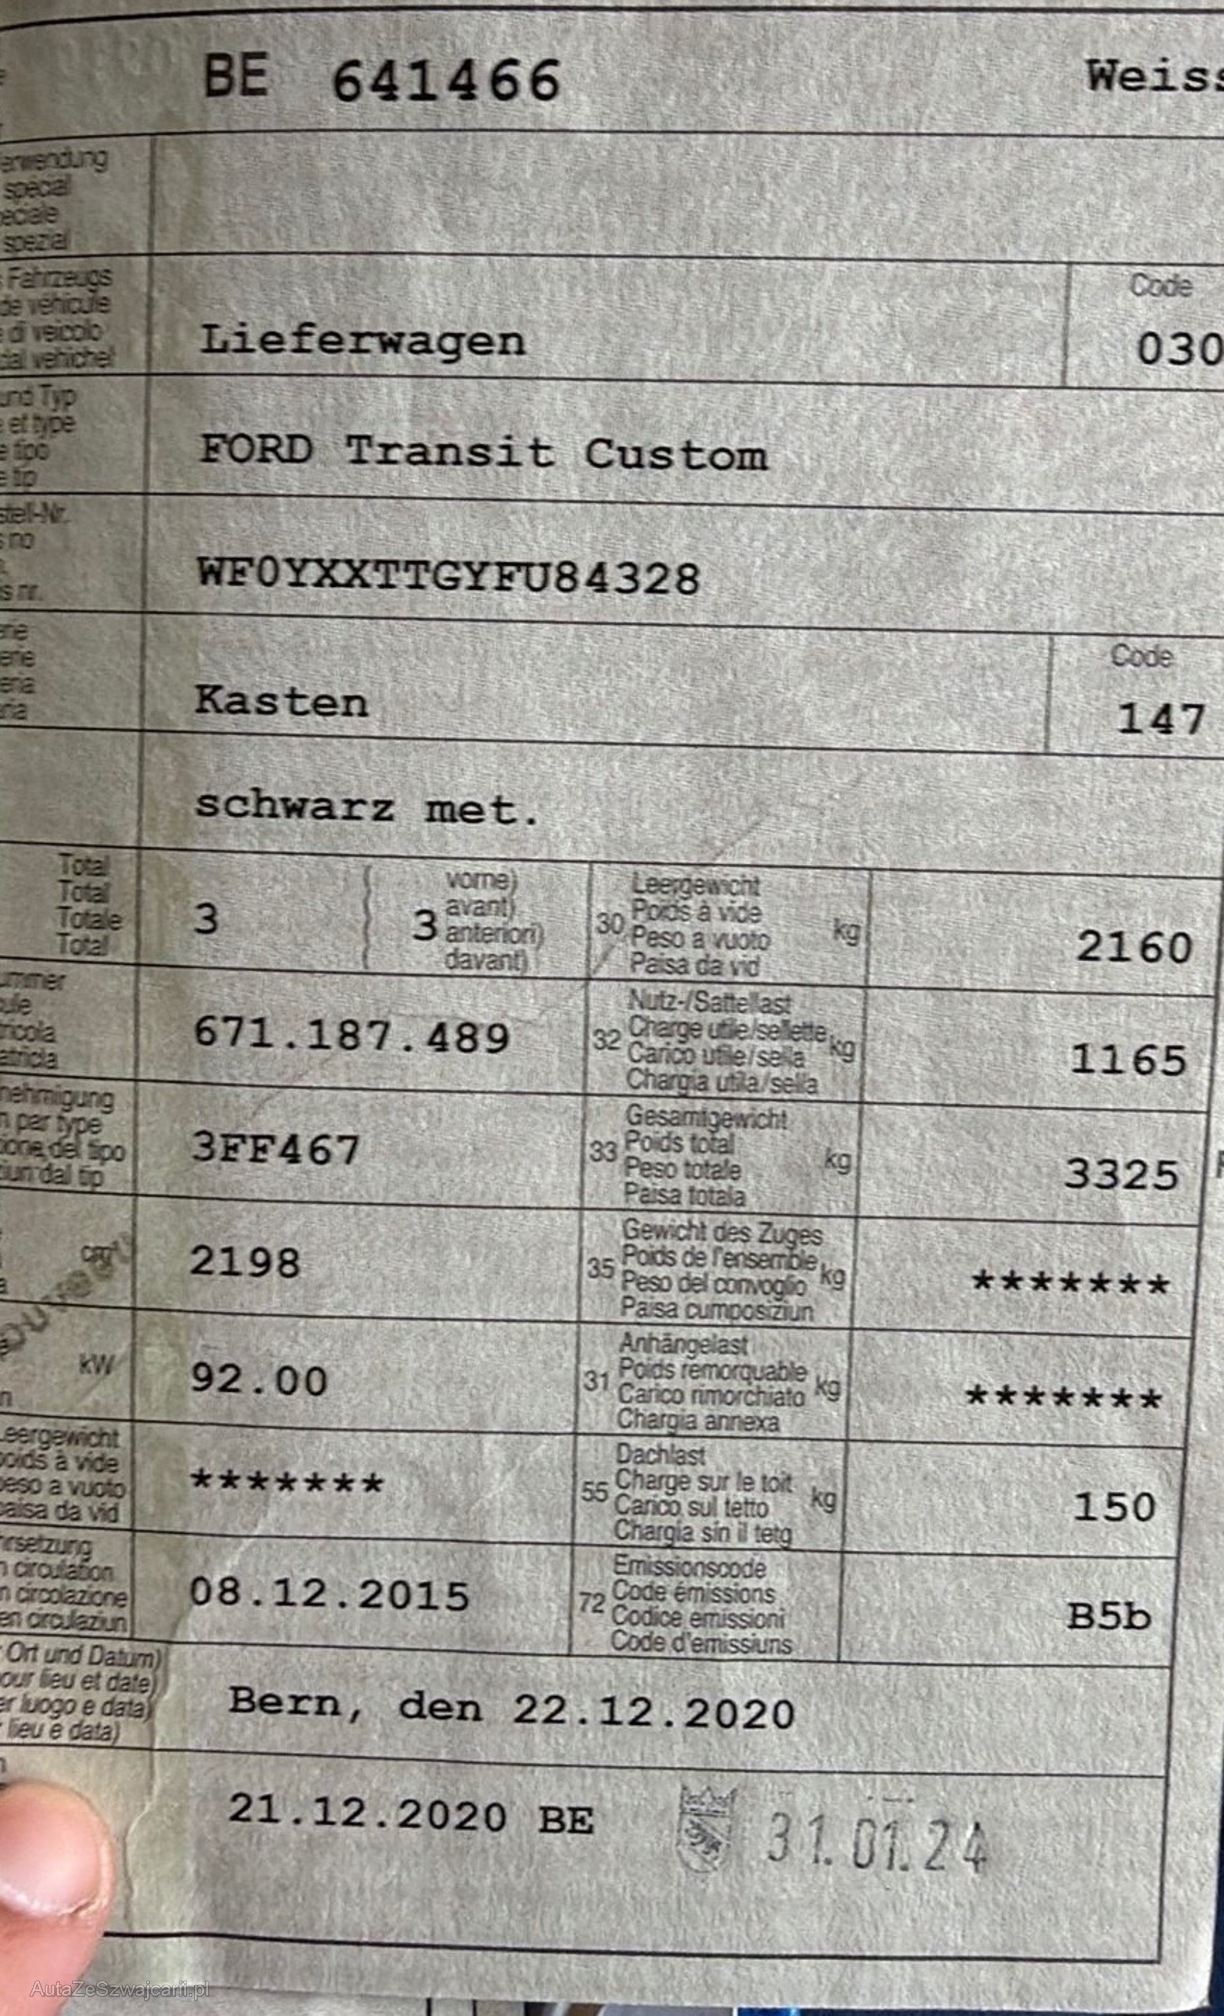 BE 641466 Weiss
erwendung
special
eciale
spezial
Fahrzeugs
de véhicule
di veicolo
dal vehichel
Code
Lieferwagen 030
und Typ
et type
e tipo
e tip
FORD Transit Custom
stell-Nr.
no
s nr.
WF0YXXTTGYFU84328
Code
Kasten 147
schwarz met.
Total
Total
Totale
Total
3
3
vorne)
avant)
anteriori)
davant)
30
Leergewicht
Poids à vide
Peso a vuoto
Paisa da vid
kg
2160
ummer
cule
tricola
atricla
671.187.489
32
Nutz-/Sattellast
Charge utile/sellette
Carico utile/sella
Chargia utila/sella
kg
1165
nehmigung
n par type
zione del tipo
iun dal tip
3FF467
33
Gesamtgewicht
Poids total
Peso totale
Paisa totala
kg
3325
cm³
2198
35
Gewicht des Zuges
Poids de l'ensemble
Peso del convoglio
Paisa cumposiziun
kg
*******
kW
92.00
31
Anhängelast
Poids remorquable
Carico rimorchiato
Chargia annexa
kg
*******
Leergewicht
poids à vide
peso a vuoto
paisa da vid
*******
55
Dachlast
Charge sur le toit
Carico sul tetto
Chargia sin il tetg
kg
150
hrsetzung
n circulation
n circolazione
en circulaziun
08.12.2015
72
Emissionscode
Code émissions
Codice emissioni
Code d'emissiuns
B5b
Ort und Datum)
our lieu et date)
er luogo e data)
lieu e data)
Bern, den 22.12.2020
21.12.2020 BE
31.01.24
AutaZeSzwajcarii.pl